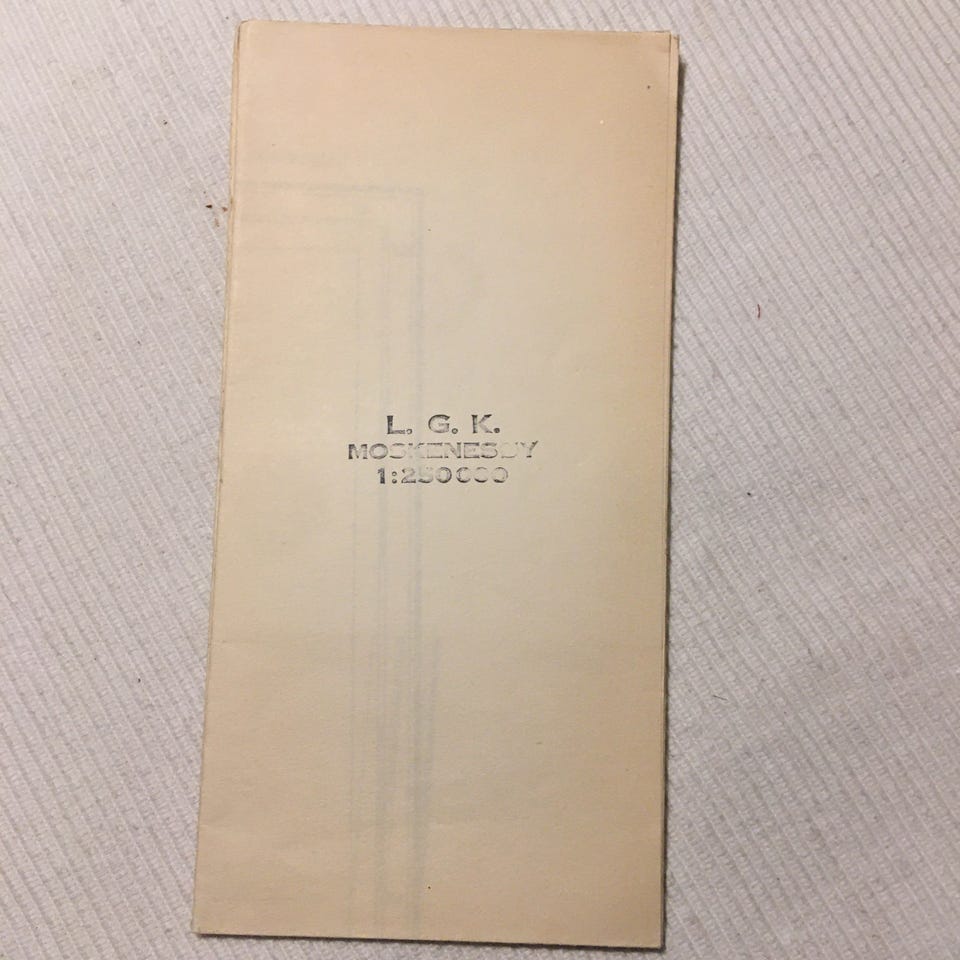 L. G. K.
MOSKENESØY
1:250000